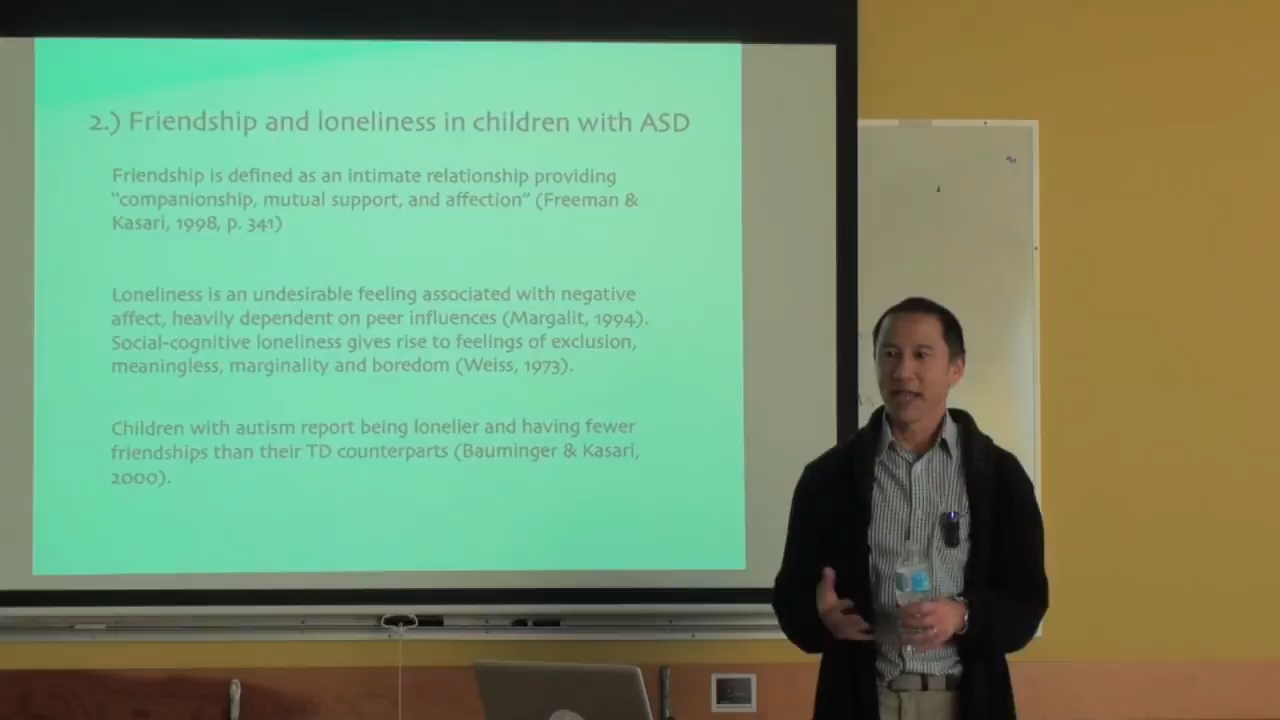 2.) Friendship and loneliness in children with ASD
Friendship is defined as an intimate relationship providing
“companionship, mutual support, and affection” (Freeman &
Kasari, 1998, p. 341)
Loneliness is an undesirable feeling associated with negative
affect, heavily dependent on peer influences (Margalit, 1994).
Social-cognitive loneliness gives rise to feelings of exclusion,
meaningless, marginality and boredom (Weiss, 1973).
Children with autism report being lonelier and having fewer
friendships than their TD counterparts (Bauminger & Kasari,
2000).